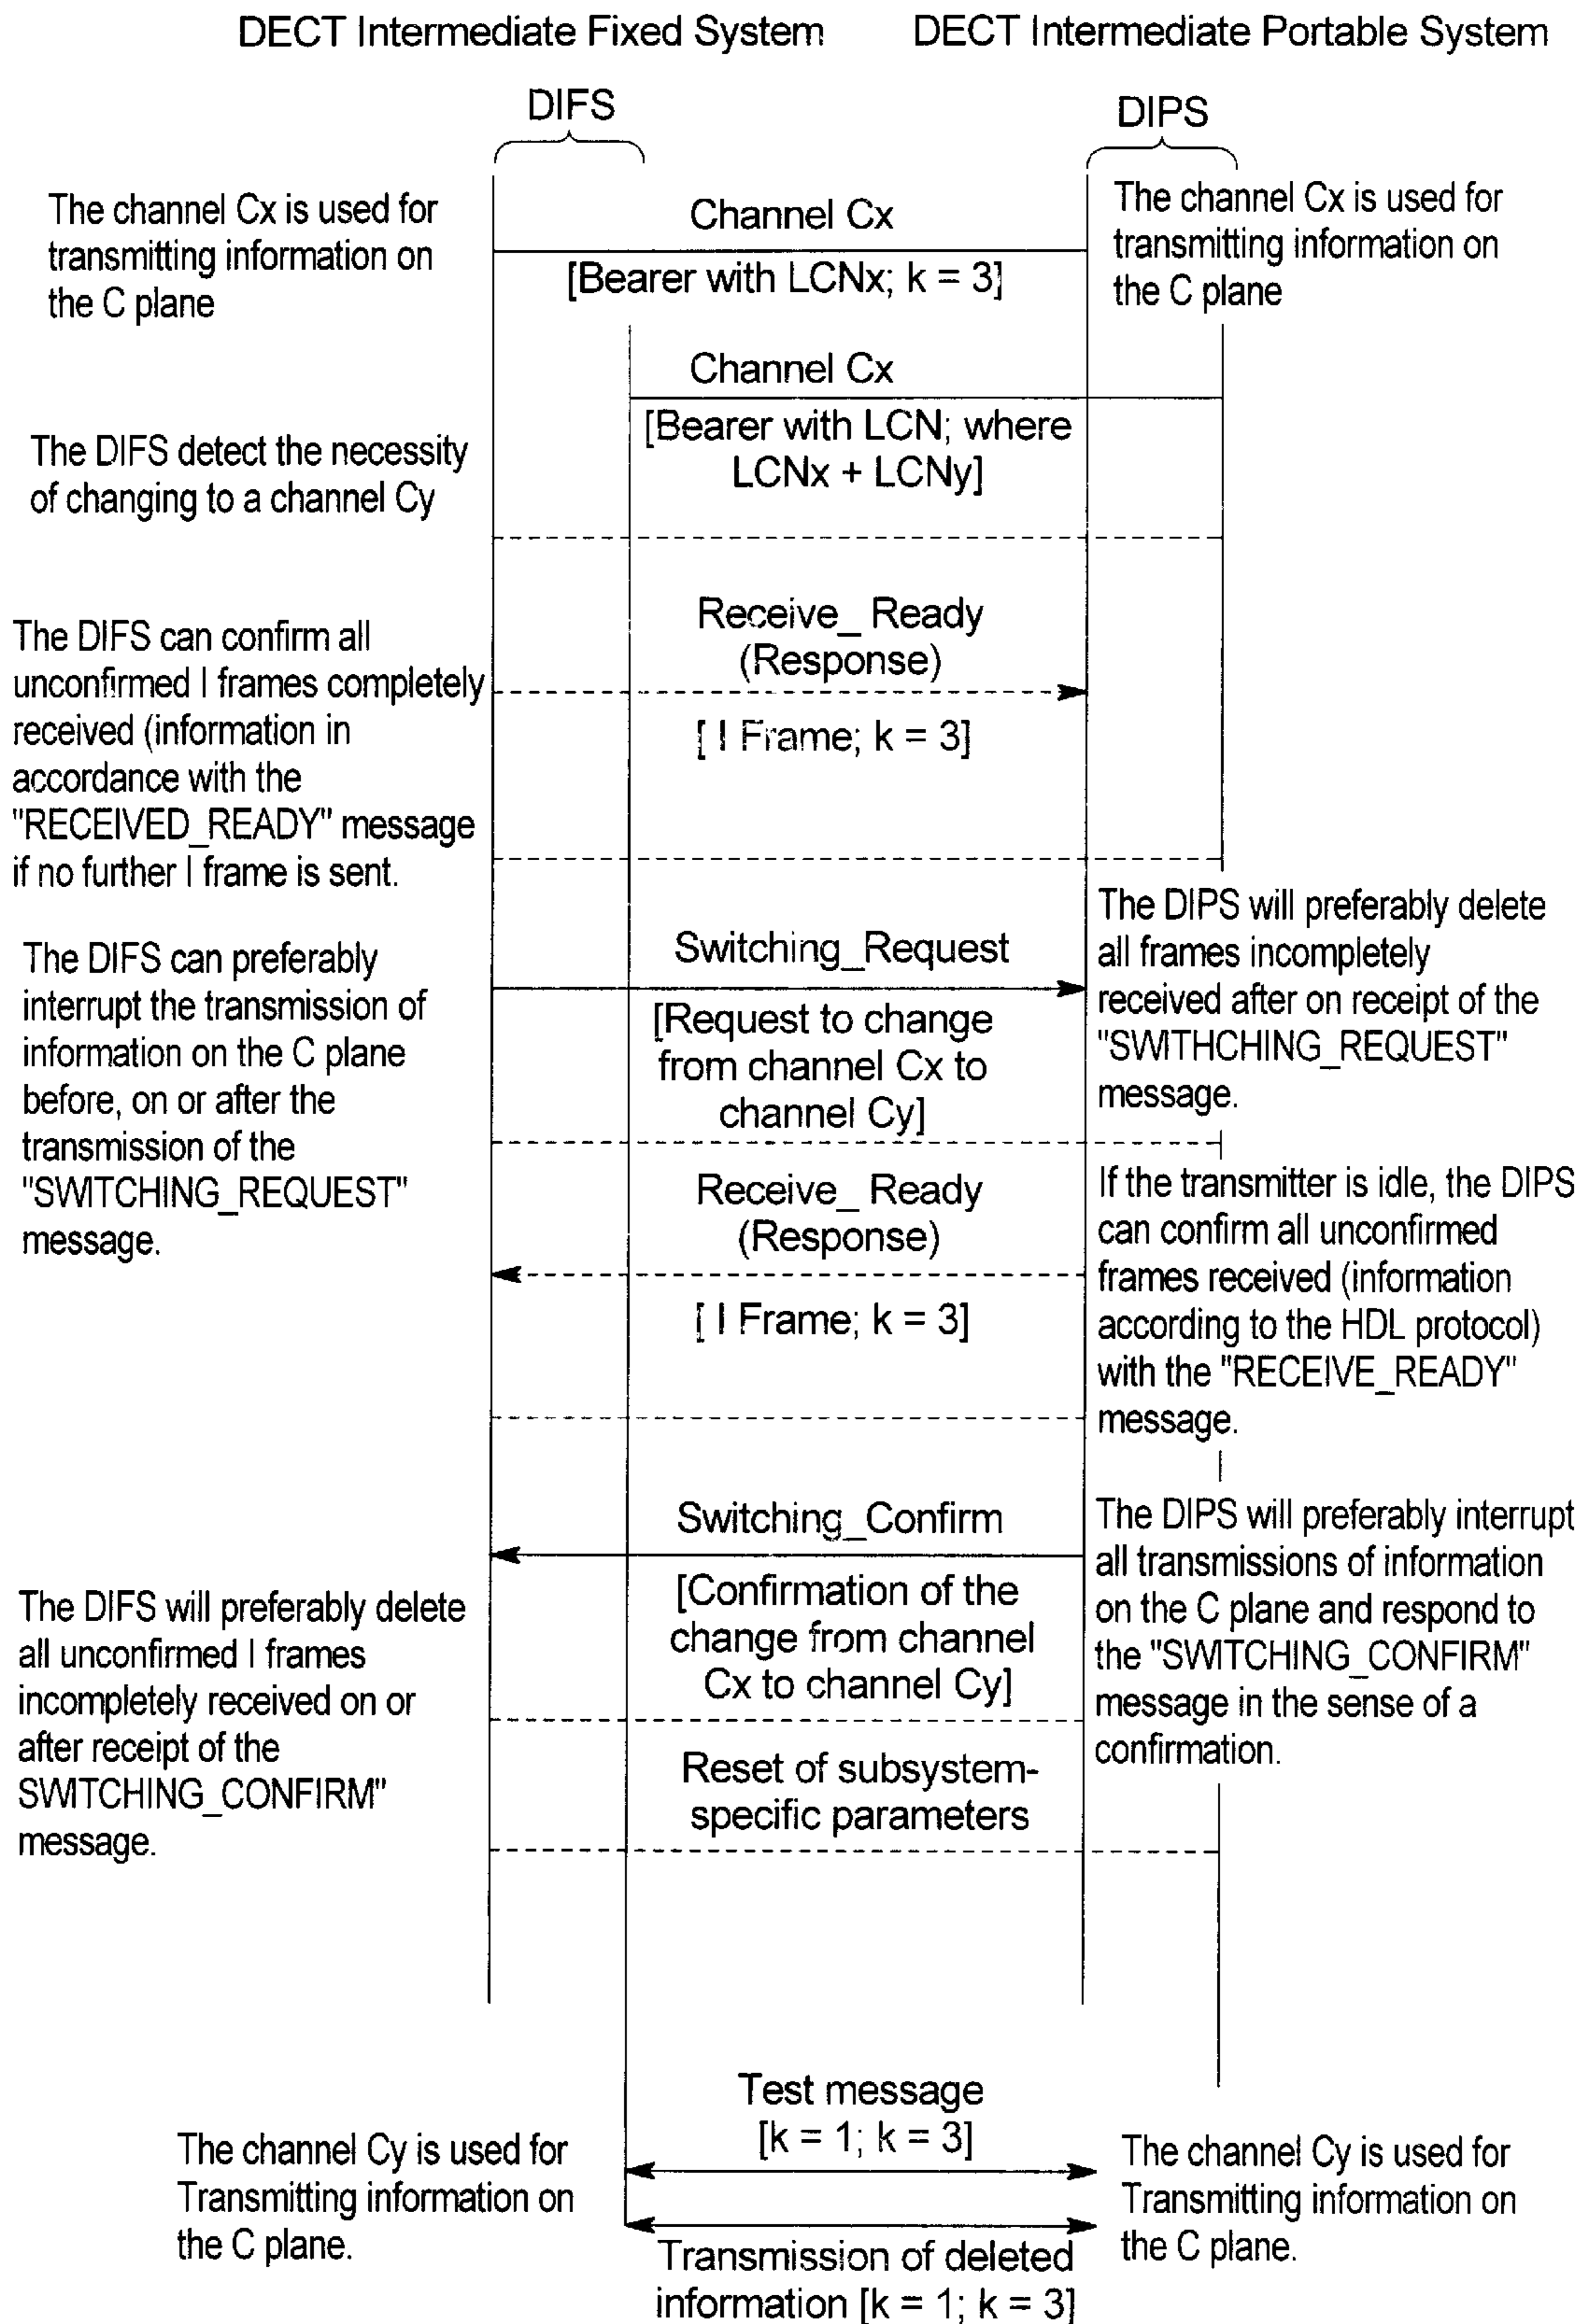 DECT Intermediate Fixed System
DECT Intermediate Portable System
DIFS
DIPS
The channel Cx is used for
transmitting information on
the C plane
Channel Cx
[Bearer with LCNx; k = 3]
The channel Cx is used for
transmitting information on
the C plane
Channel Cx
[Bearer with LCN; where
LCNx + LCNy]
The DIFS detect the necessity
of changing to a channel Cy
The DIFS can confirm all
unconfirmed I frames completely
received (information in
accordance with the
"RECEIVED_READY" message
if no further I frame is sent.
Receive_ Ready
(Response)
[ I Frame; k = 3]
The DIFS can preferably
interrupt the transmission of
information on the C plane
before, on or after the
transmission of the
"SWITCHING_REQUEST"
message.
Switching_Request
[Request to change
from channel Cx to
channel Cy]
The DIPS will preferably delete
all frames incompletely
received after on receipt of the
"SWITHCHING_REQUEST"
message.
Receive_ Ready
(Response)
[ I Frame; k = 3]
If the transmitter is idle, the DIPS
can confirm all unconfirmed
frames received (information
according to the HDL protocol)
with the "RECEIVE_READY"
message.
Switching_Confirm
[Confirmation of the
change from channel
Cx to channel Cy]
The DIPS will preferably interrupt
all transmissions of information
on the C plane and respond to
the "SWITCHING_CONFIRM"
message in the sense of a
confirmation.
The DIFS will preferably delete
all unconfirmed I frames
incompletely received on or
after receipt of the
SWITCHING_CONFIRM"
message.
Reset of subsystem-
specific parameters
Test message
[k = 1; k = 3]
The channel Cy is used for
Transmitting information on
the C plane.
The channel Cy is used for
Transmitting information on
the C plane.
Transmission of deleted
information [k = 1; k = 3]